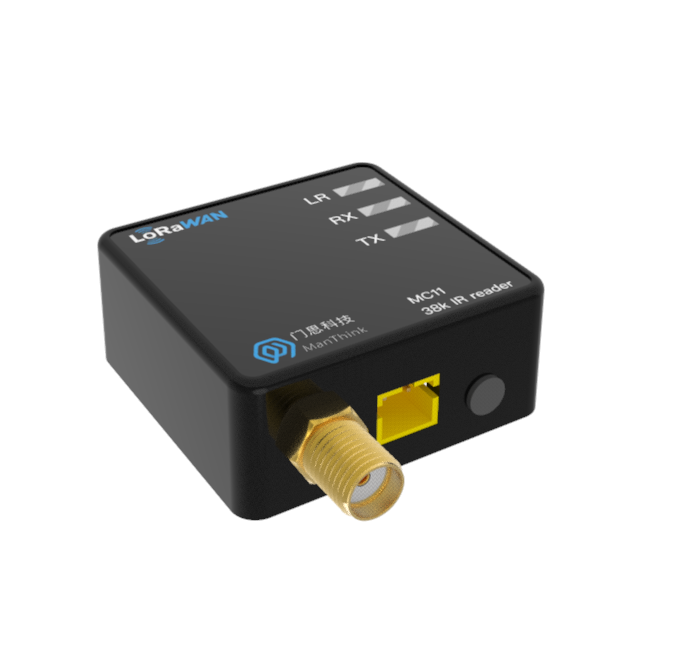 LoRaWAN
LR
RX
TX
MC11
38k IR reader
门思科技
ManThink